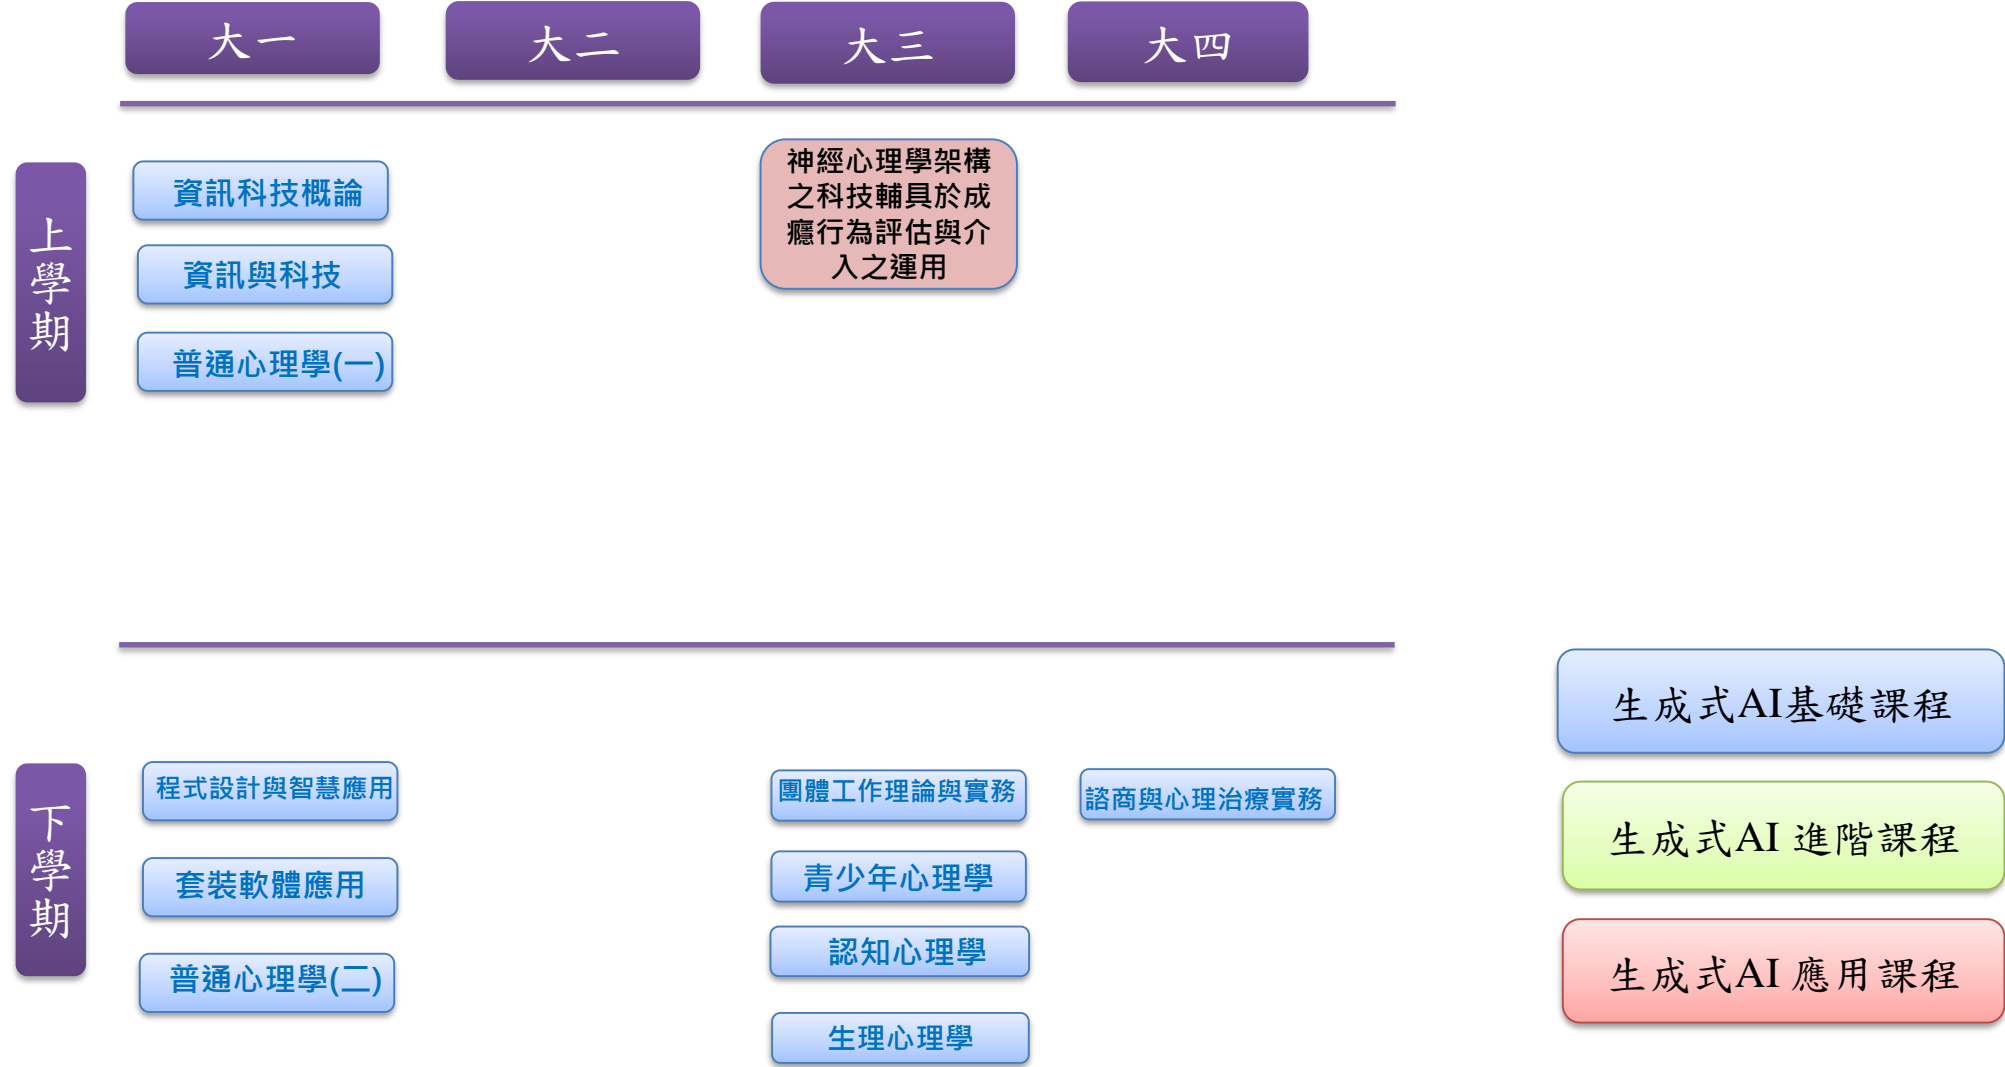 大一
大二
大三
大四
上學期
資訊科技概論
資訊與科技
普通心理學(一)
神經心理學架構
之科技輔具於成
癮行為評估與介
入之運用
下學期
程式設計與智慧應用
套裝軟體應用
普通心理學(二)
團體工作理論與實務
青少年心理學
認知心理學
生理心理學
諮商與心理治療實務
生成式AI基礎課程
生成式AI 進階課程
生成式AI 應用課程